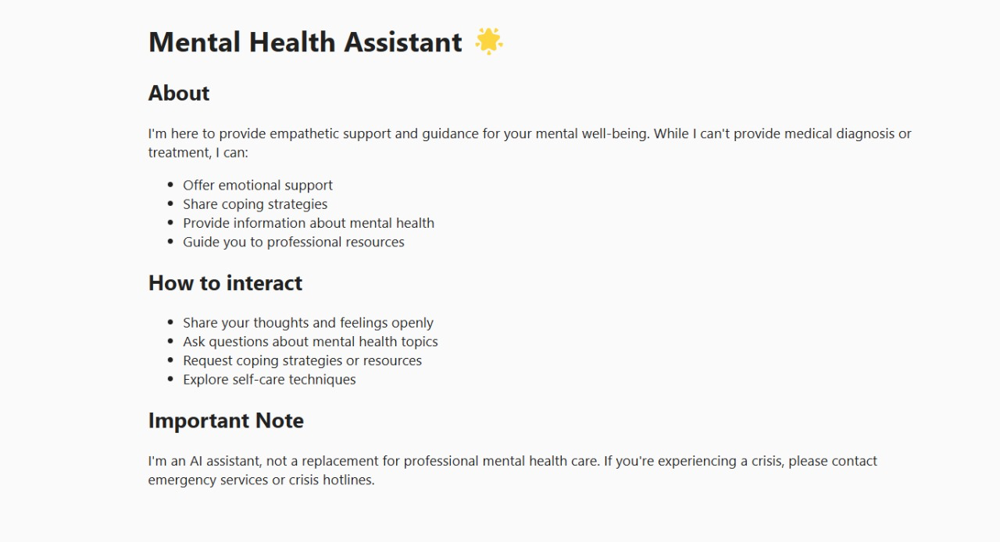 Mental Health Assistant 🌟
About
I'm here to provide empathetic support and guidance for your mental well-being. While I can't provide medical diagnosis or
treatment, I can:
• Offer emotional support
• Share coping strategies
• Provide information about mental health
• Guide you to professional resources
How to interact
• Share your thoughts and feelings openly
• Ask questions about mental health topics
• Request coping strategies or resources
• Explore self-care techniques
Important Note
I'm an AI assistant, not a replacement for professional mental health care. If you're experiencing a crisis, please contact
emergency services or crisis hotlines.